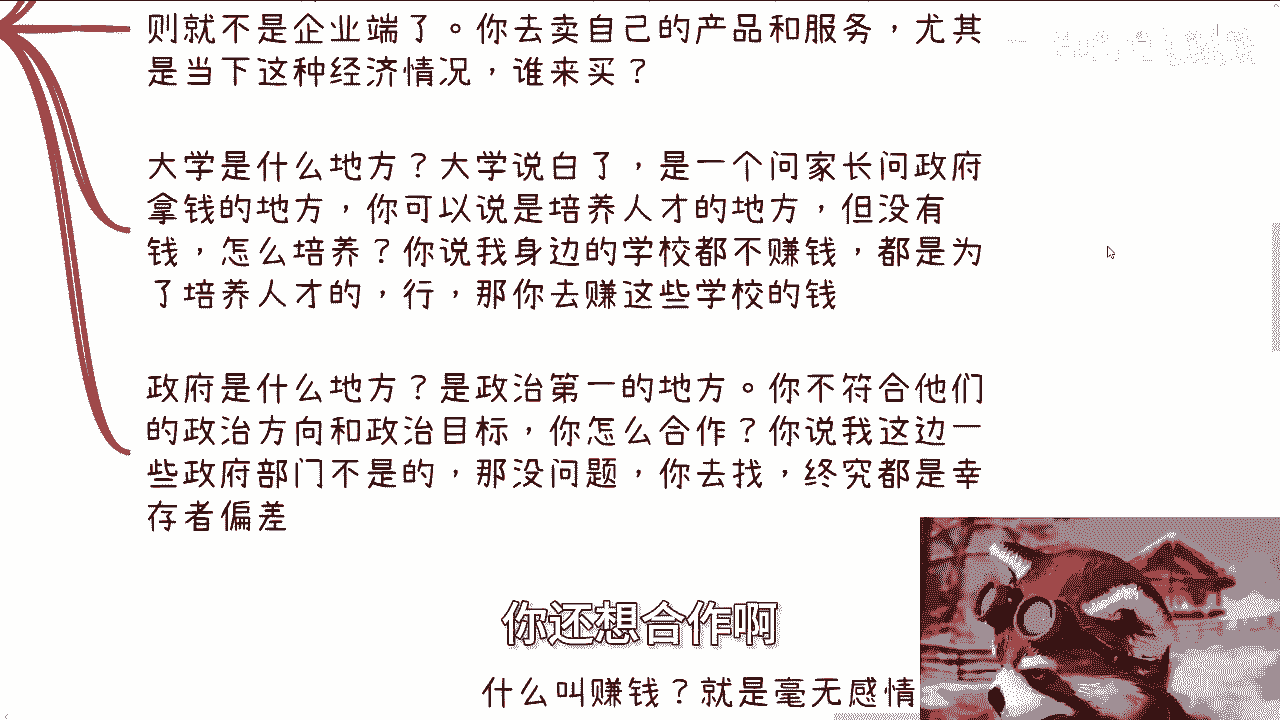 则就不是企业端了。你去卖自己的产品和服务，尤其
是当下这种经济情况，谁来买？
大学是什么地方？大学说白了，是一个问家长问政府
拿钱的地方，你可以说是培养人才的地方，但没有
钱，怎么培养？你说我身边的学校都不赚钱，都是为
了培养人才的，行，那你去赚这些学校的钱
政府是什么地方？是政治第一的地方。你不符合他们
的政治方向和政治目标，你怎么合作？你说我这边一
些政府部门不是的，那没问题，你去找，终究都是幸
存者偏差
你还想合作啊
什么叫赚钱？就是毫无感情